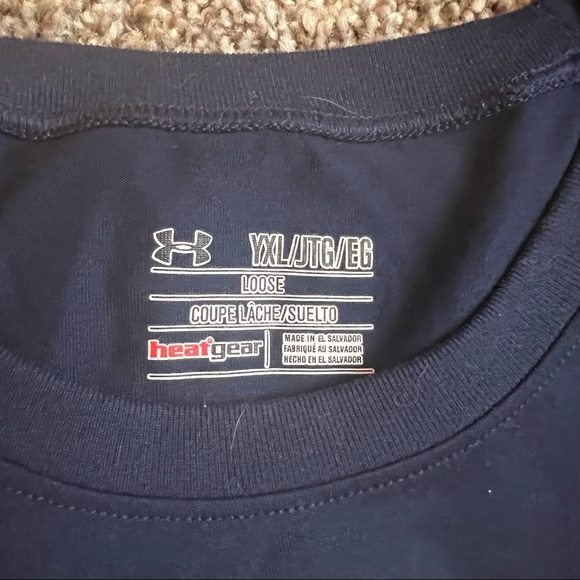 YXL/JTG/EG
LOOSE
COUPE LÂCHE/SUELTO
heatgear
MADE IN EL SALVADOR
FABRIQUÉ AU SALVADOR
HECHO EN EL SALVADOR